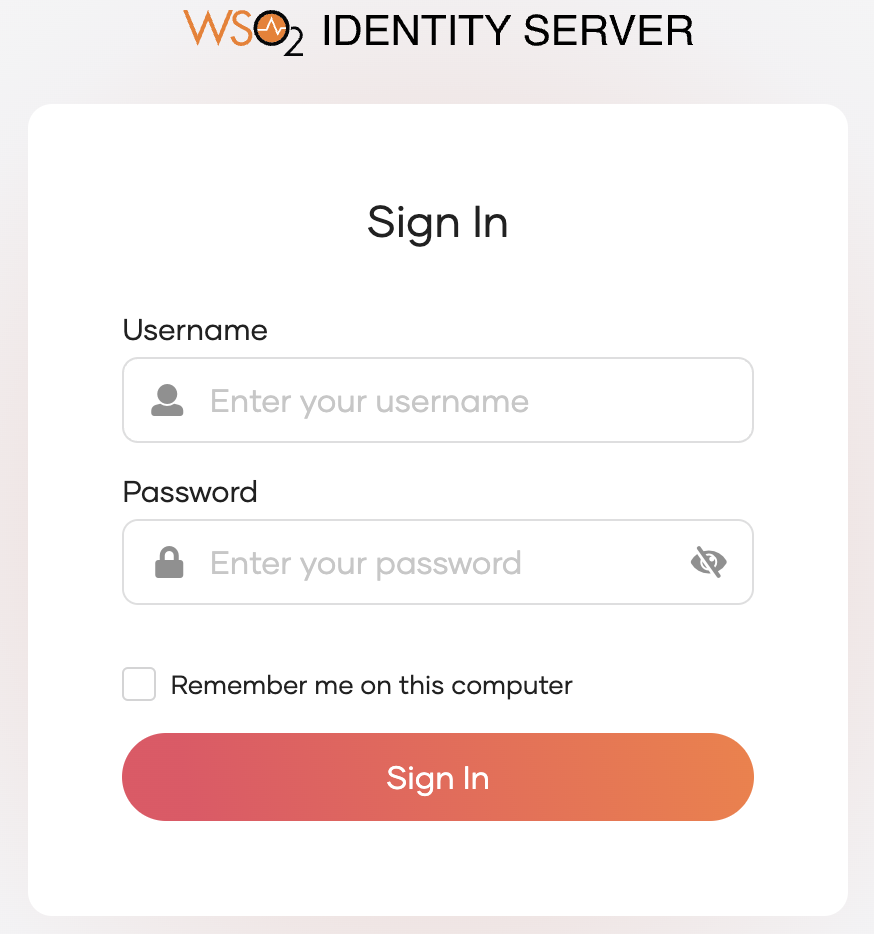 WSO2 IDENTITY SERVER
Sign In
Username
Enter your username
Password
Enter your password
Remember me on this computer
Sign In